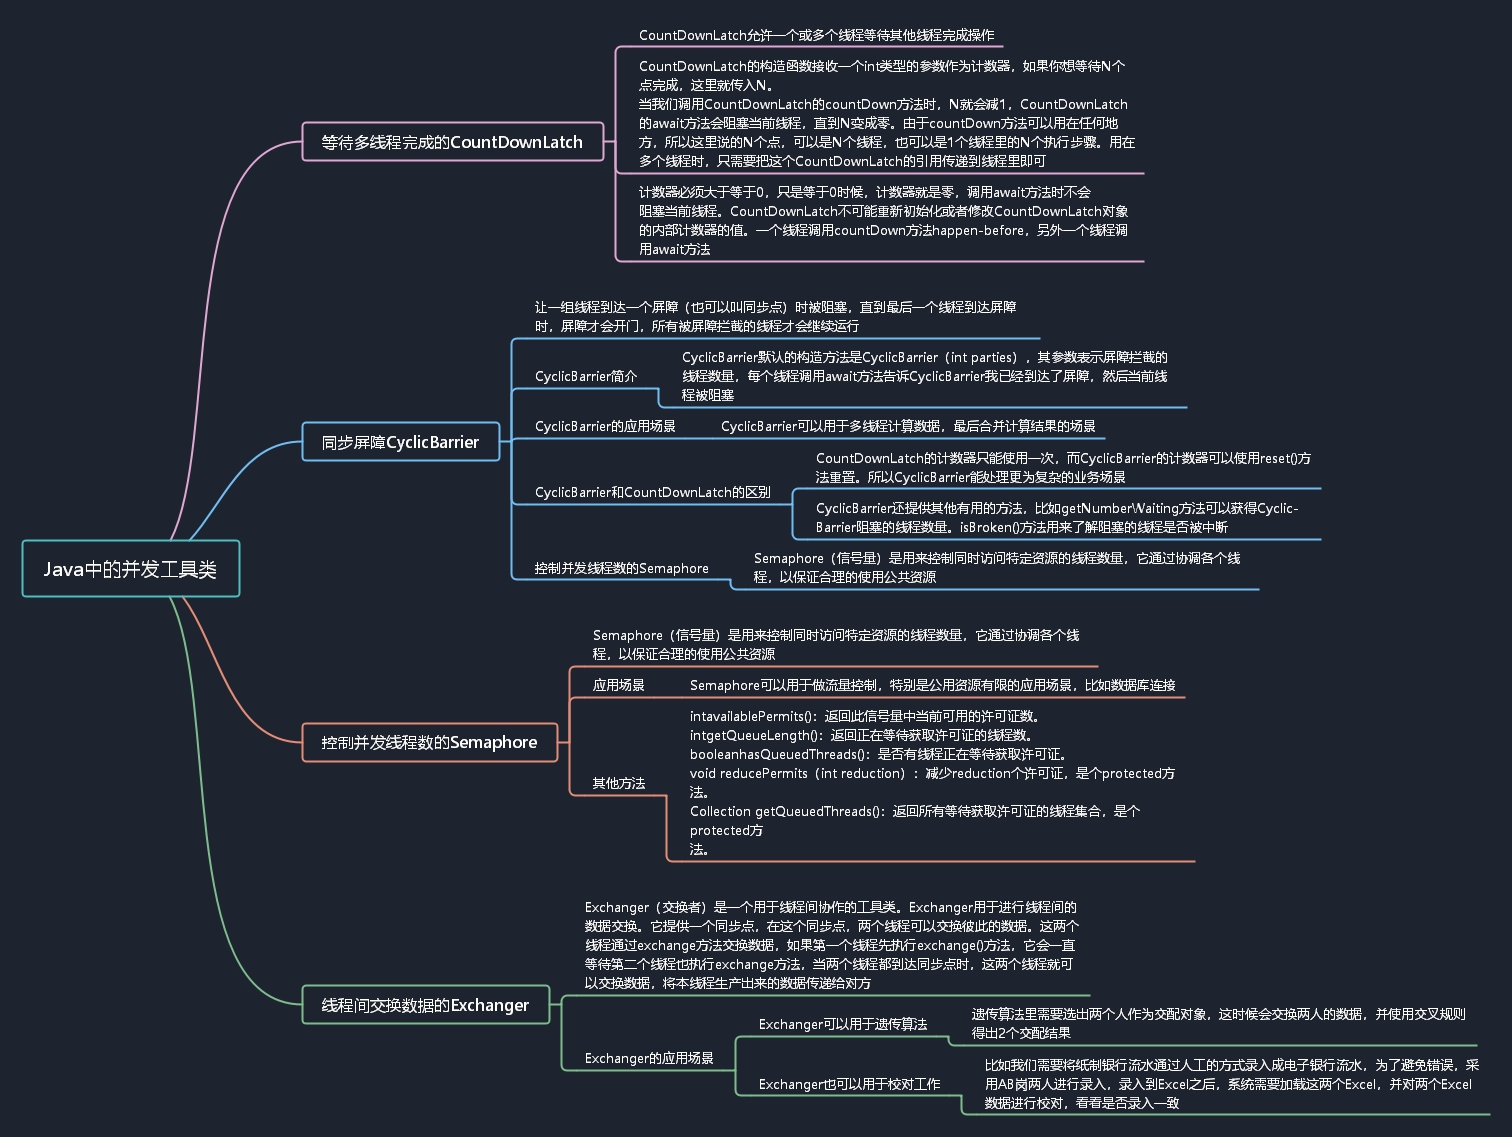 Java中的并发工具类
等待多线程完成的CountDownLatch
CountDownLatch允许一个或多个线程等待其他线程完成操作
CountDownLatch的构造函数接收一个int类型的参数作为计数器，如果你想等待N个
点完成，这里就传入N。
当我们调用CountDownLatch的countDown方法时，N就会减1，CountDownLatch
的await方法会阻塞当前线程，直到N变成零。由于countDown方法可以用在任何地
方，所以这里说的N个点，可以是N个线程，也可以是1个线程里的N个执行步骤。用在
多个线程时，只需要把这个CountDownLatch的引用传递到线程里即可
计数器必须大于等于0，只是等于0时候，计数器就是零，调用await方法时不会
阻塞当前线程。CountDownLatch不可能重新初始化或者修改CountDownLatch对象
的内部计数器的值。一个线程调用countDown方法happen-before，另外一个线程调
用await方法
同步屏障CyclicBarrier
让一组线程到达一个屏障（也可以叫同步点）时被阻塞，直到最后一个线程到达屏障
时，屏障才会开门，所有被屏障拦截的线程才会继续运行
CyclicBarrier简介
CyclicBarrier默认的构造方法是CyclicBarrier（int parties），其参数表示屏障拦截的
线程数量，每个线程调用await方法告诉CyclicBarrier我已经到达了屏障，然后当前线
程被阻塞
CyclicBarrier的应用场景
CyclicBarrier可以用于多线程计算数据，最后合并计算结果的场景
CyclicBarrier和CountDownLatch的区别
CountDownLatch的计数器只能使用一次，而CyclicBarrier的计数器可以使用reset()方
法重置。所以CyclicBarrier能处理更为复杂的业务场景
CyclicBarrier还提供其他有用的方法，比如getNumberWaiting方法可以获得Cyclic-
Barrier阻塞的线程数量。isBroken()方法用来了解阻塞的线程是否被中断
控制并发线程数的Semaphore
Semaphore（信号量）是用来控制同时访问特定资源的线程数量，它通过协调各个线
程，以保证合理的使用公共资源
控制并发线程数的Semaphore
Semaphore（信号量）是用来控制同时访问特定资源的线程数量，它通过协调各个线
程，以保证合理的使用公共资源
应用场景
Semaphore可以用于做流量控制，特别是公用资源有限的应用场景，比如数据库连接
其他方法
intavailablePermits()：返回此信号量中当前可用的许可证数。
intgetQueueLength()：返回正在等待获取许可证的线程数。
booleanhasQueuedThreads()：是否有线程正在等待获取许可证。
void reducePermits（int reduction）：减少reduction个许可证，是个protected方
法。
Collection getQueuedThreads()：返回所有等待获取许可证的线程集合，是个
protected方
法。
线程间交换数据的Exchanger
Exchanger（交换者）是一个用于线程间协作的工具类。Exchanger用于进行线程间的
数据交换。它提供一个同步点，在这个同步点，两个线程可以交换彼此的数据。这两个
线程通过exchange方法交换数据，如果第一个线程先执行exchange()方法，它会一直
等待第二个线程也执行exchange方法，当两个线程都到达同步点时，这两个线程就可
以交换数据，将本线程生产出来的数据传递给对方
Exchanger的应用场景
Exchanger可以用于遗传算法
遗传算法里需要选出两个人作为交配对象，这时候会交换两人的数据，并使用交叉规则
得出2个交配结果
Exchanger也可以用于校对工作
比如我们需要将纸制银行流水通过人工的方式录入成电子银行流水，为了避免错误，采
用AB岗两人进行录入，录入到Excel之后，系统需要加载这两个Excel，并对两个Excel
数据进行校对，看看是否录入一致